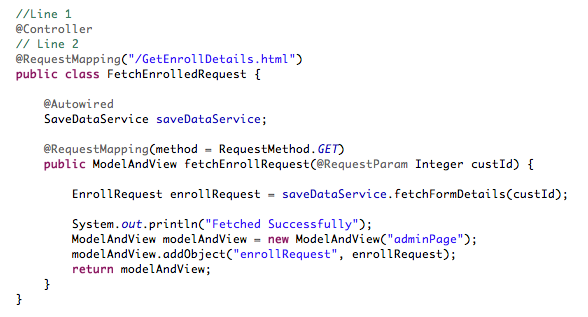 //Line 1
@Controller
// Line 2
@RequestMapping("/GetEnrollDetails.html")
public class FetchEnrolledRequest {
@Autowired
SaveDataService saveDataService;
@RequestMapping(method = RequestMethod.GET)
public ModelAndView fetchEnrollRequest(@RequestParam Integer custId) {
EnrollRequest enrollRequest = saveDataService.fetchFormDetails(custId);
System.out.println("Fetched Successfully");
ModelAndView modelAndView = new ModelAndView("adminPage");
modelAndView.addObject("enrollRequest", enrollRequest);
return modelAndView;
}
}